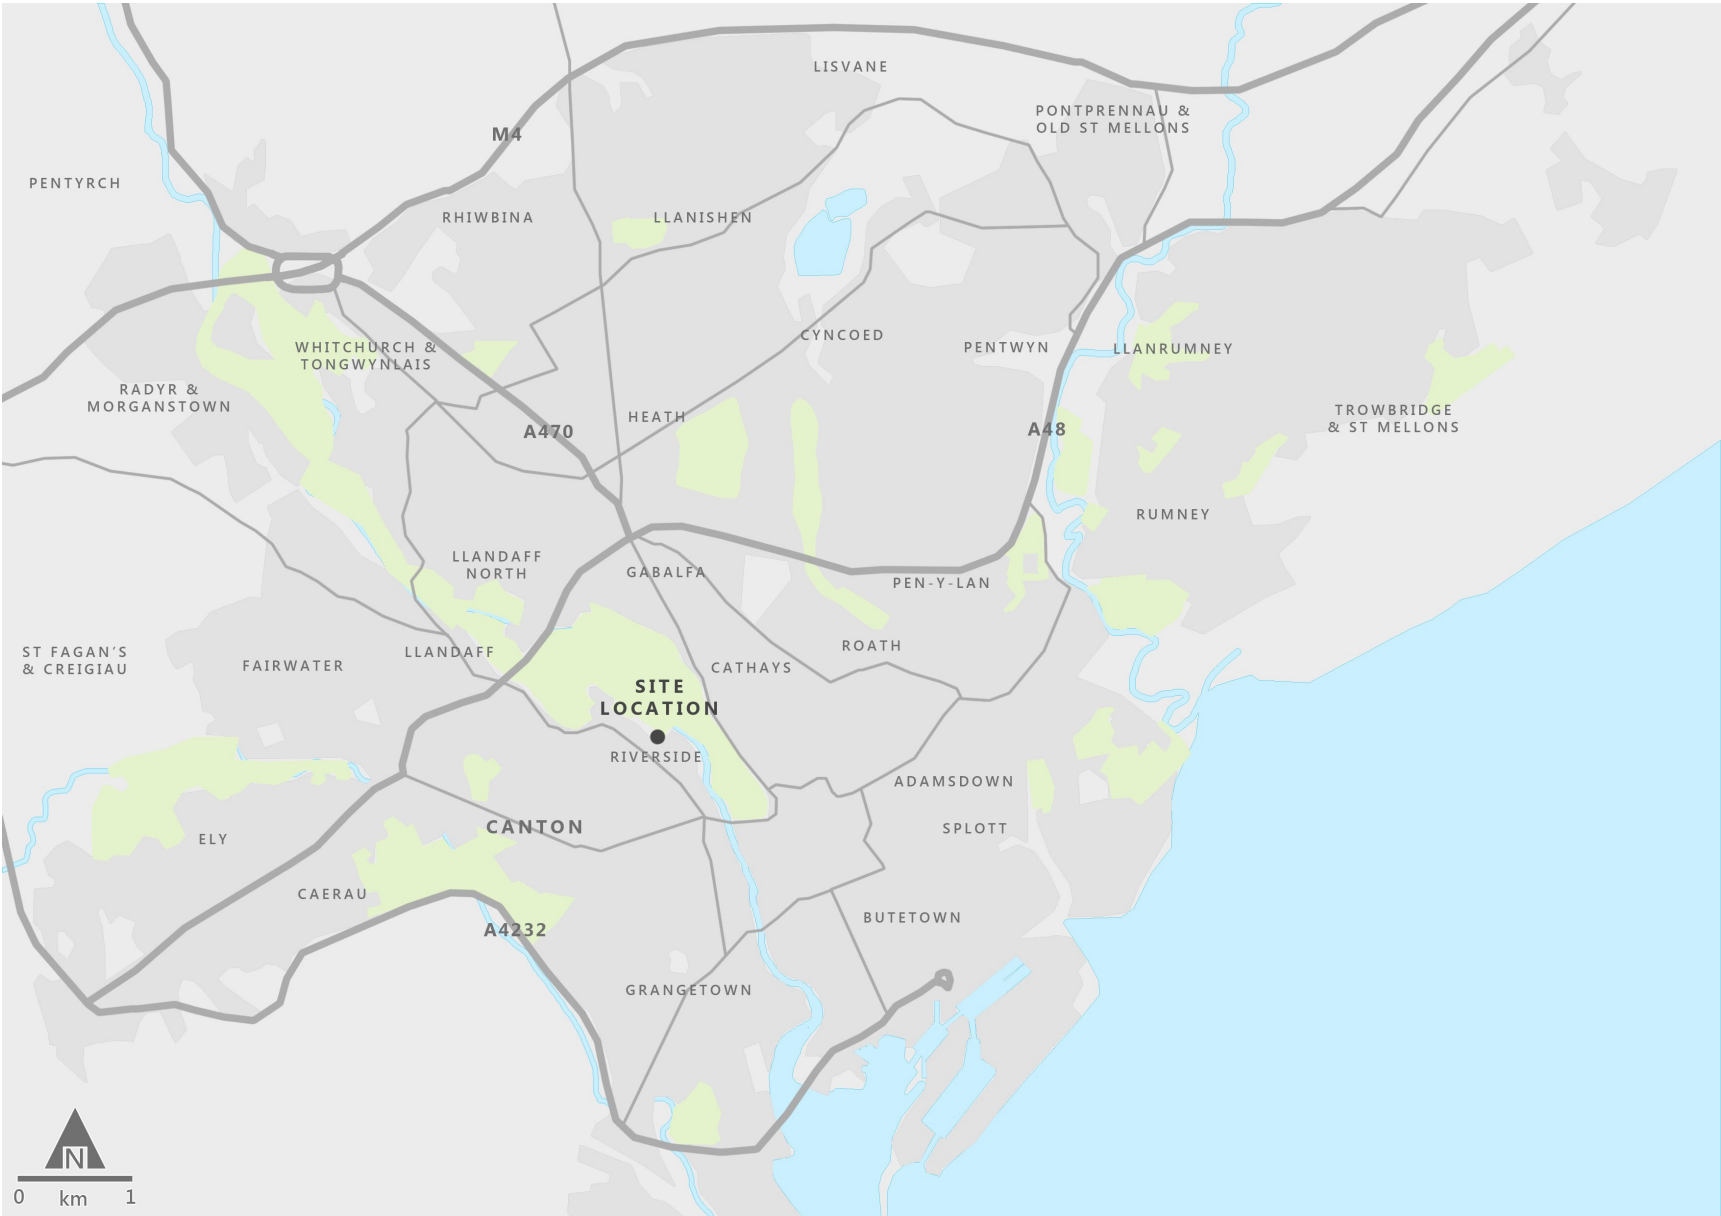 LISVANE
PONTPRENNAU &
OLD ST MELLONS
M4
PENTYRCH
RHIWBINA
LLANISHEN
CYNCOED
PENTWYN
LLANRUMNEY
WHITCHURCH &
TONGWYNLAIS
RADYR &
MORGANSTOWN
HEATH
A470
A48
TROWBRIDGE
& ST MELLONS
RUMNEY
LLANDAFF
NORTH
GABALFA
PEN-Y-LAN
ST FAGAN'S
& CREIGIAU
FAIRWATER
LLANDAFF
CATHAYS
ROATH
SITE
LOCATION
RIVERSIDE
ADAMSDOWN
SPLOTT
CANTON
ELY
CAERAU
A4232
BUTETOWN
GRANGETOWN
N
0 km 1